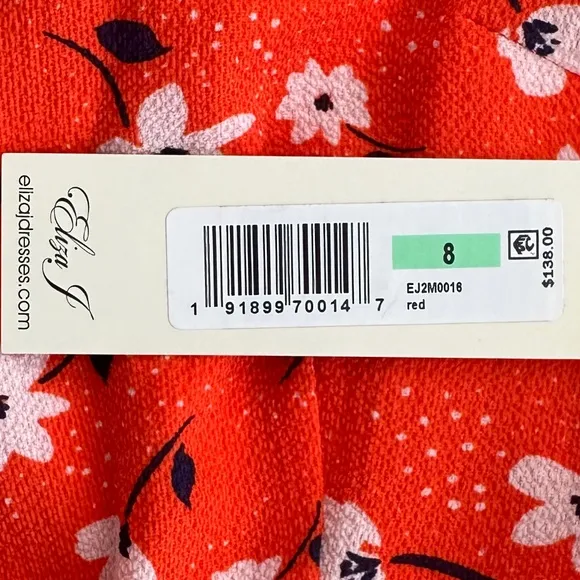 Eliza J
elizajdresses.com
1 91899 70014 7
8
EJ2M0016
red
$138.00